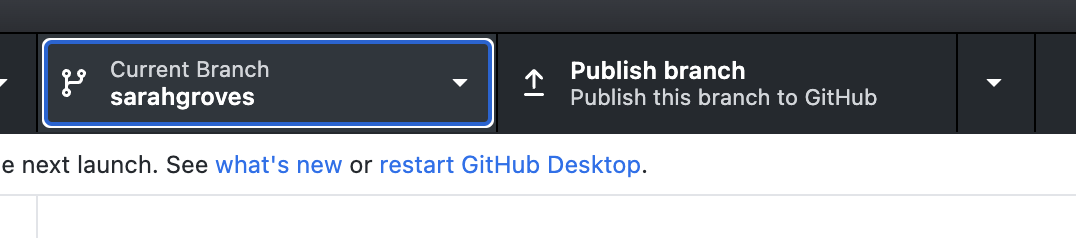 Current Branch
sarahgroves
Publish branch
Publish this branch to GitHub
e next launch. See what's new or restart GitHub Desktop.